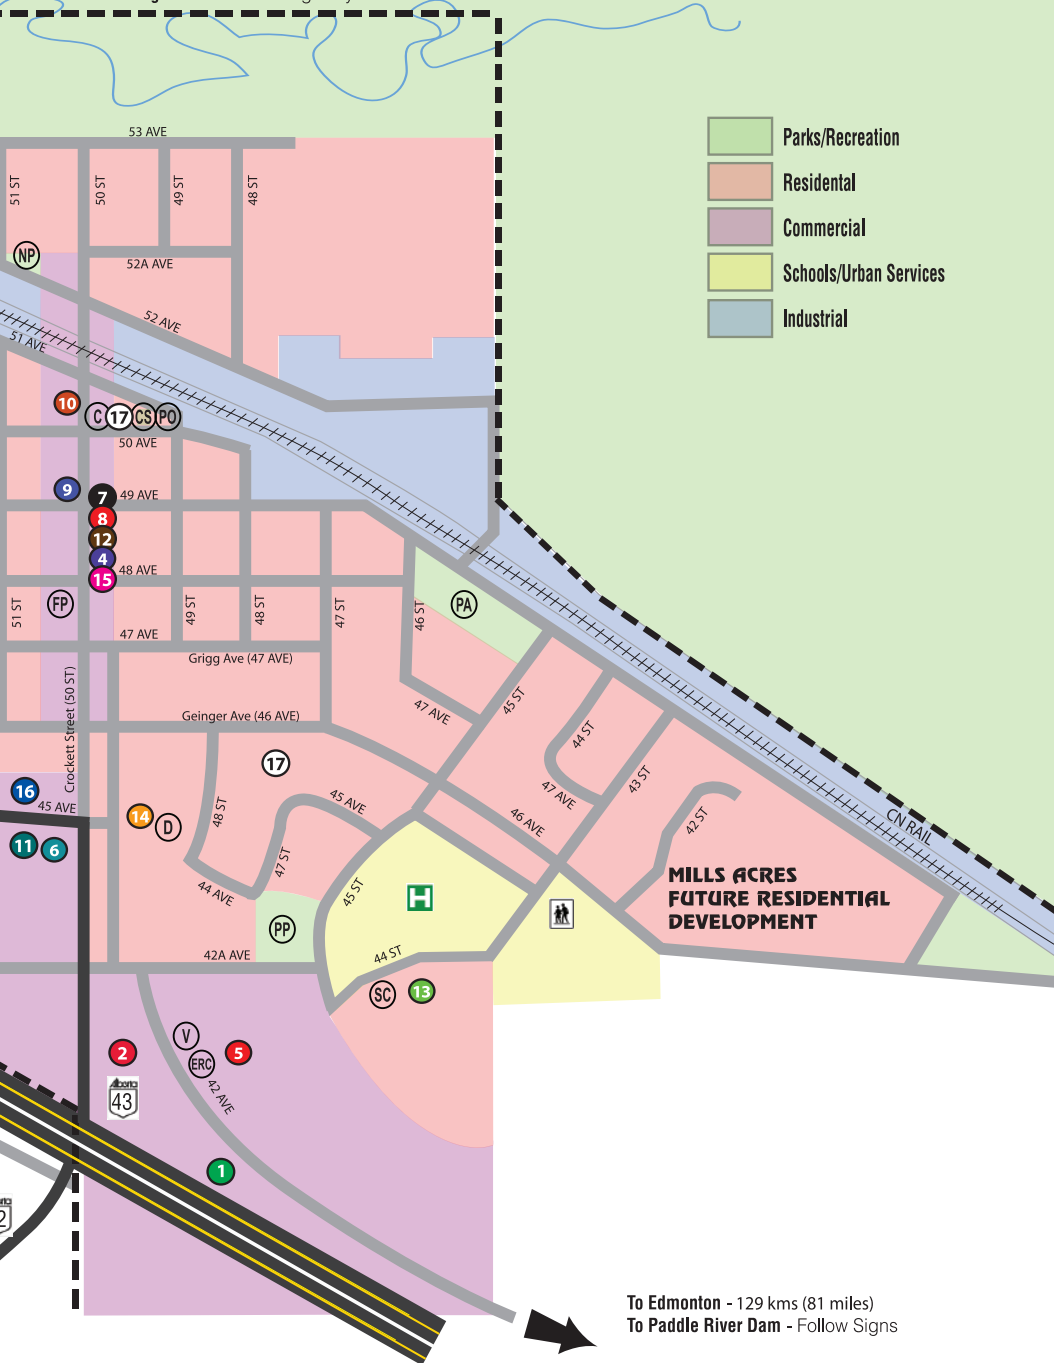 53 AVE
51 ST
50 ST
49 ST
48 ST
Parks/Recreation
Residental
Commercial
Schools/Urban Services
Industrial
NP
52A AVE
52 AVE
51 AVE
10
C
17
CS
PO
50 AVE
9
7
49 AVE
8
12
4
48 AVE
15
FP
PA
51 ST
49 ST
48 ST
47 ST
46 ST
47 AVE
Grigg Ave (47 AVE)
Crockett Street (50 ST)
45 ST
47 AVE
Geinger Ave (46 AVE)
44 ST
17
43 ST
16
45 AVE
47 AVE
45 AVE
48 ST
46 AVE
42 ST
CN RAIL
14
D
11
6
47 ST
44 AVE
45 ST
H
MILLS ACRES
FUTURE RESIDENTIAL
DEVELOPMENT
PP
42A AVE
44 ST
SC
13
V
2
ERC
5
42 AVE
Alberta
43
1
2
To Edmonton - 129 kms (81 miles)
To Paddle River Dam - Follow Signs